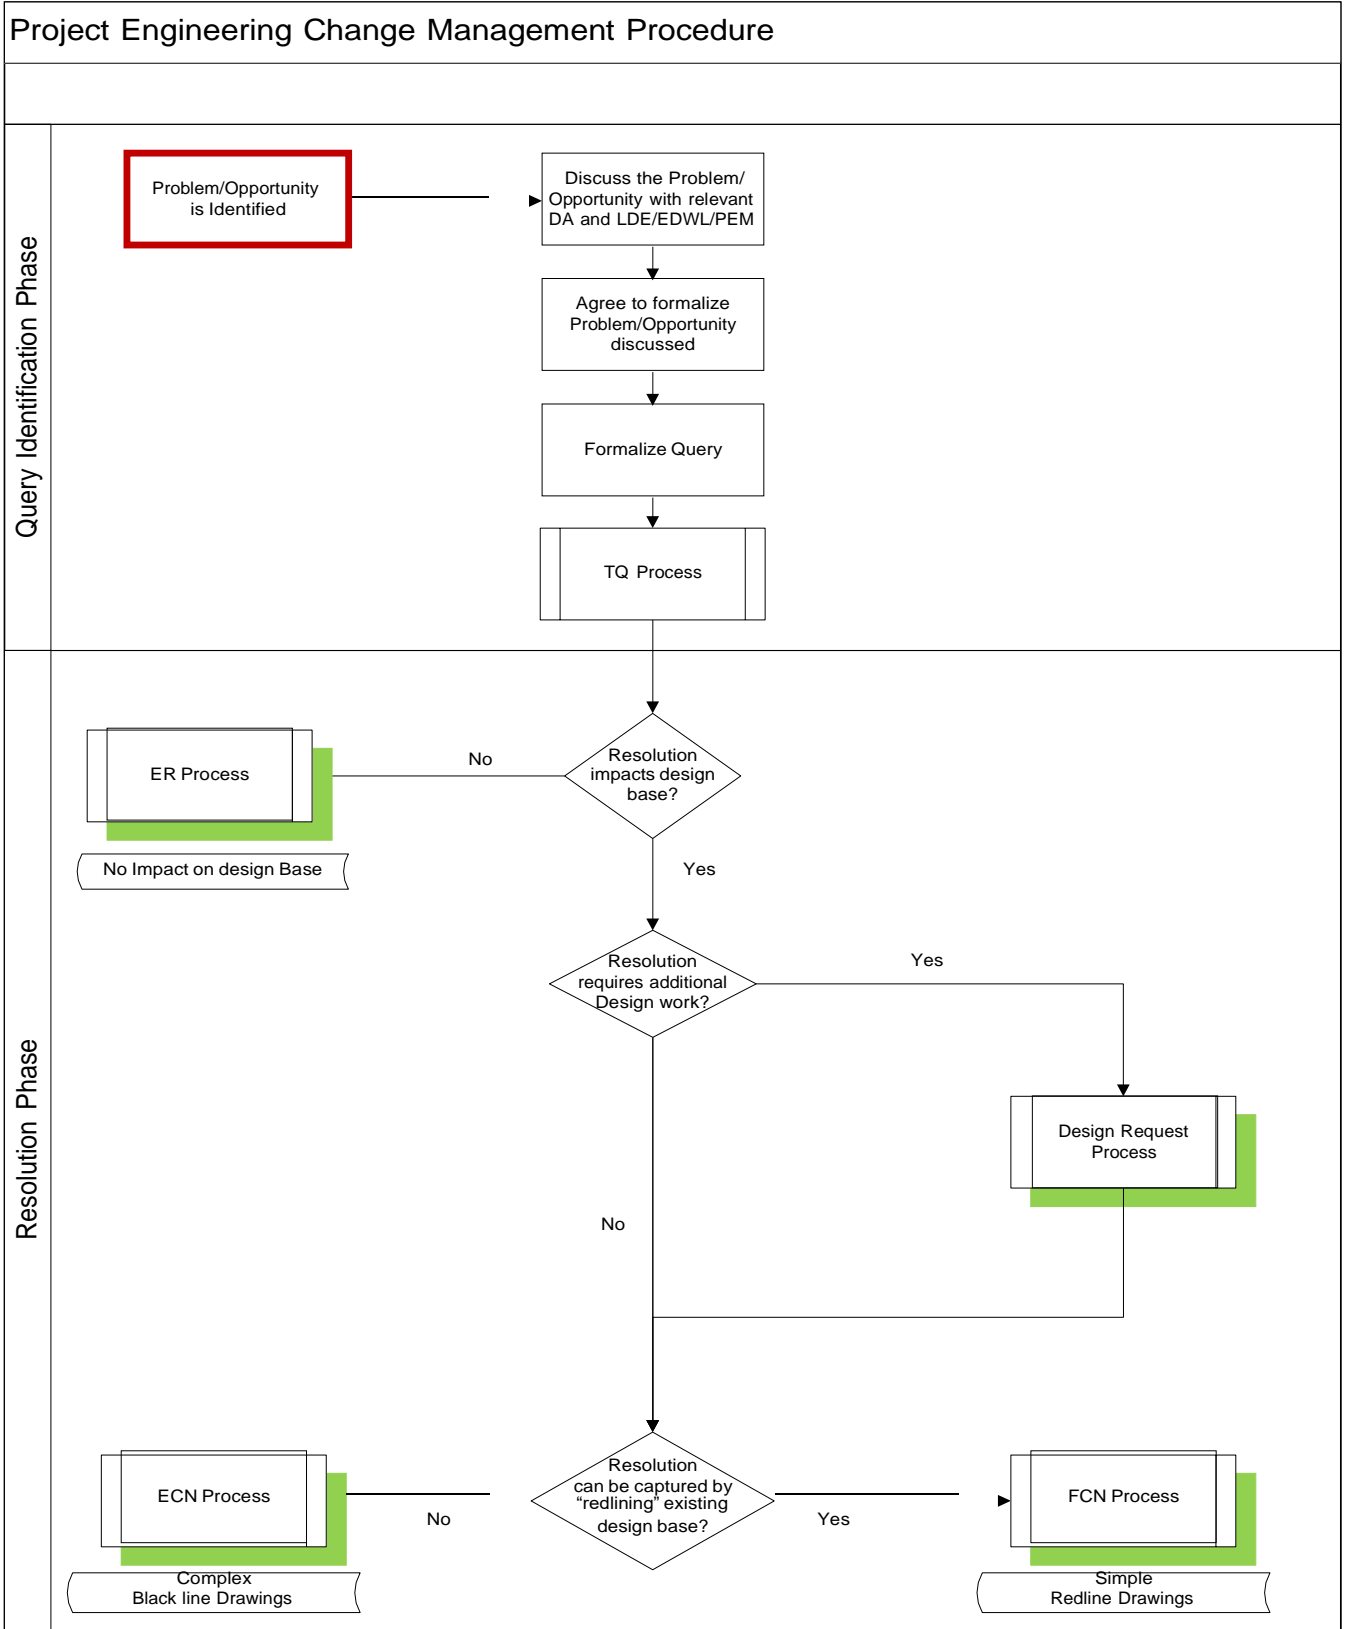 Project Engineering Change Management Procedure
Query Identification Phase
Problem/Opportunity
is Identified
Discuss the Problem/
Opportunity with relevant
DA and LDE/EDWL/PEM
Agree to formalize
Problem/Opportunity
discussed
Formalize Query
TQ Process
Resolution Phase
Resolution
impacts design
base?
No
ER Process
No Impact on design Base
Yes
Resolution
requires additional
Design work?
Yes
Design Request
Process
No
Resolution
can be captured by
“redlining” existing
design base?
No
ECN Process
Complex
Black line Drawings
Yes
FCN Process
Simple
Redline Drawings